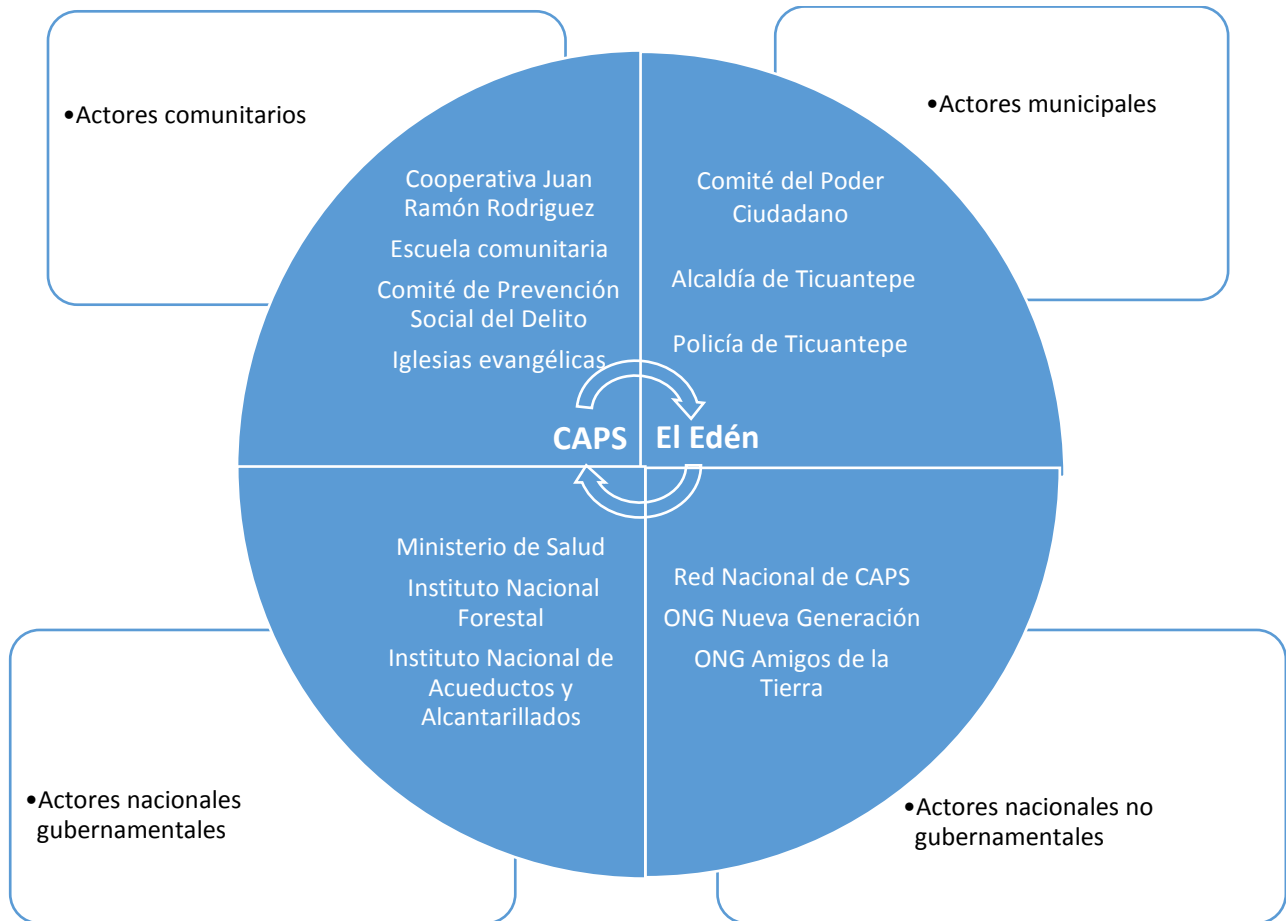 •Actores comunitarios
•Actores municipales
Cooperativa Juan
Ramón Rodriguez
Escuela comunitaria
Comité de Prevención
Social del Delito
Iglesias evangélicas
Comité del Poder
Ciudadano
Alcaldía de Ticuantepe
Policía de Ticuantepe
CAPS
El Edén
Ministerio de Salud
Instituto Nacional
Forestal
Instituto Nacional de
Acueductos y
Alcantarillados
Red Nacional de CAPS
ONG Nueva Generación
ONG Amigos de la
Tierra
•Actores nacionales
gubernamentales
•Actores nacionales no
gubernamentales